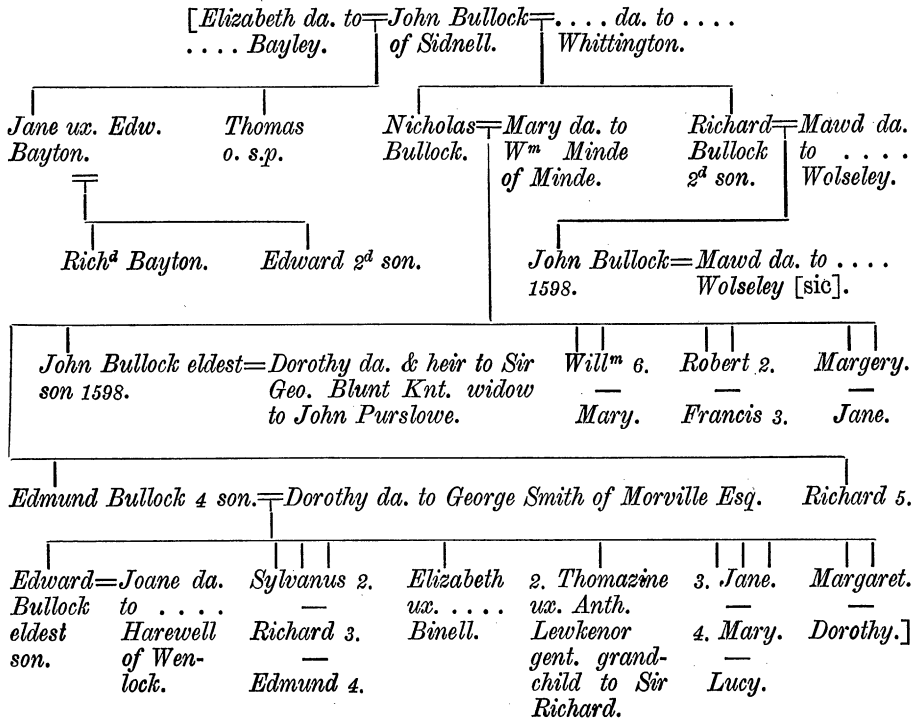 [Elizabeth da. to=John Bullock=. . . . da. to . . . .
. . . . Bayley. of Sidnell. Whittington.
Jane ux. Edw. Bayton.
Thomas o. s.p.
Nicholas Bullock.=Mary da. to Wᵐ Minde of Minde.
Richard Bullock 2ᵈ son.=Mawd da. to . . . . Wolseley.
Richᵈ Bayton.
Edward 2ᵈ son.
John Bullock 1598.=Mawd da. to . . . . Wolseley [sic].
John Bullock eldest son 1598.=Dorothy da. & heir to Sir Geo. Blunt Knt. widow to John Purslowe.
Willᵐ 6.
—
Mary.
Robert 2.
—
Francis 3.
Margery.
—
Jane.
Edmund Bullock 4 son.=Dorothy da. to George Smith of Morville Esq.
Richard 5.
Edward Bullock eldest son.=Joane da. to . . . . Harewell of Wen-
lock.
Sylvanus 2.
—
Richard 3.
—
Edmund 4.
Elizabeth ux. . . . . . Binell.
2. Thomazine ux. Anth. Lewkenor gent. grand-
child to Sir Richard.
3. Jane.
—
4. Mary.
—
Lucy.
Margaret.
—
Dorothy.]